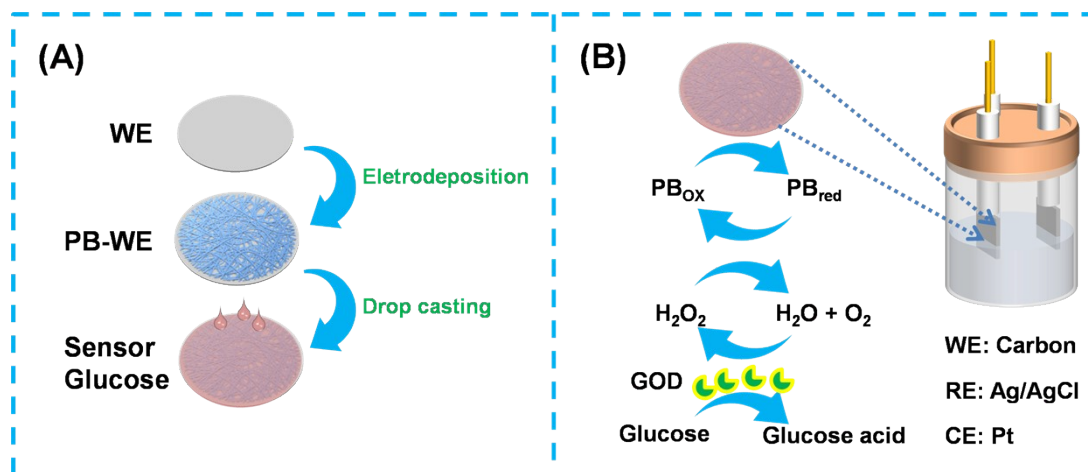 (A)
WE
Eletrodeposition
PB-WE
Drop casting
Sensor
Glucose
(B)
PBOX
PBred
H2O2
H2O + O2
GOD
Glucose
Glucose acid
WE: Carbon
RE: Ag/AgCl
CE: Pt